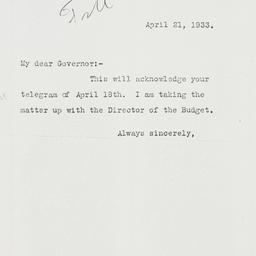 April 21, 1933.
My dear Governor:-
This will acknowledge your
telegram of April 18th. I am taking the
matter up with the Director of the Budget.
Always sincerely,